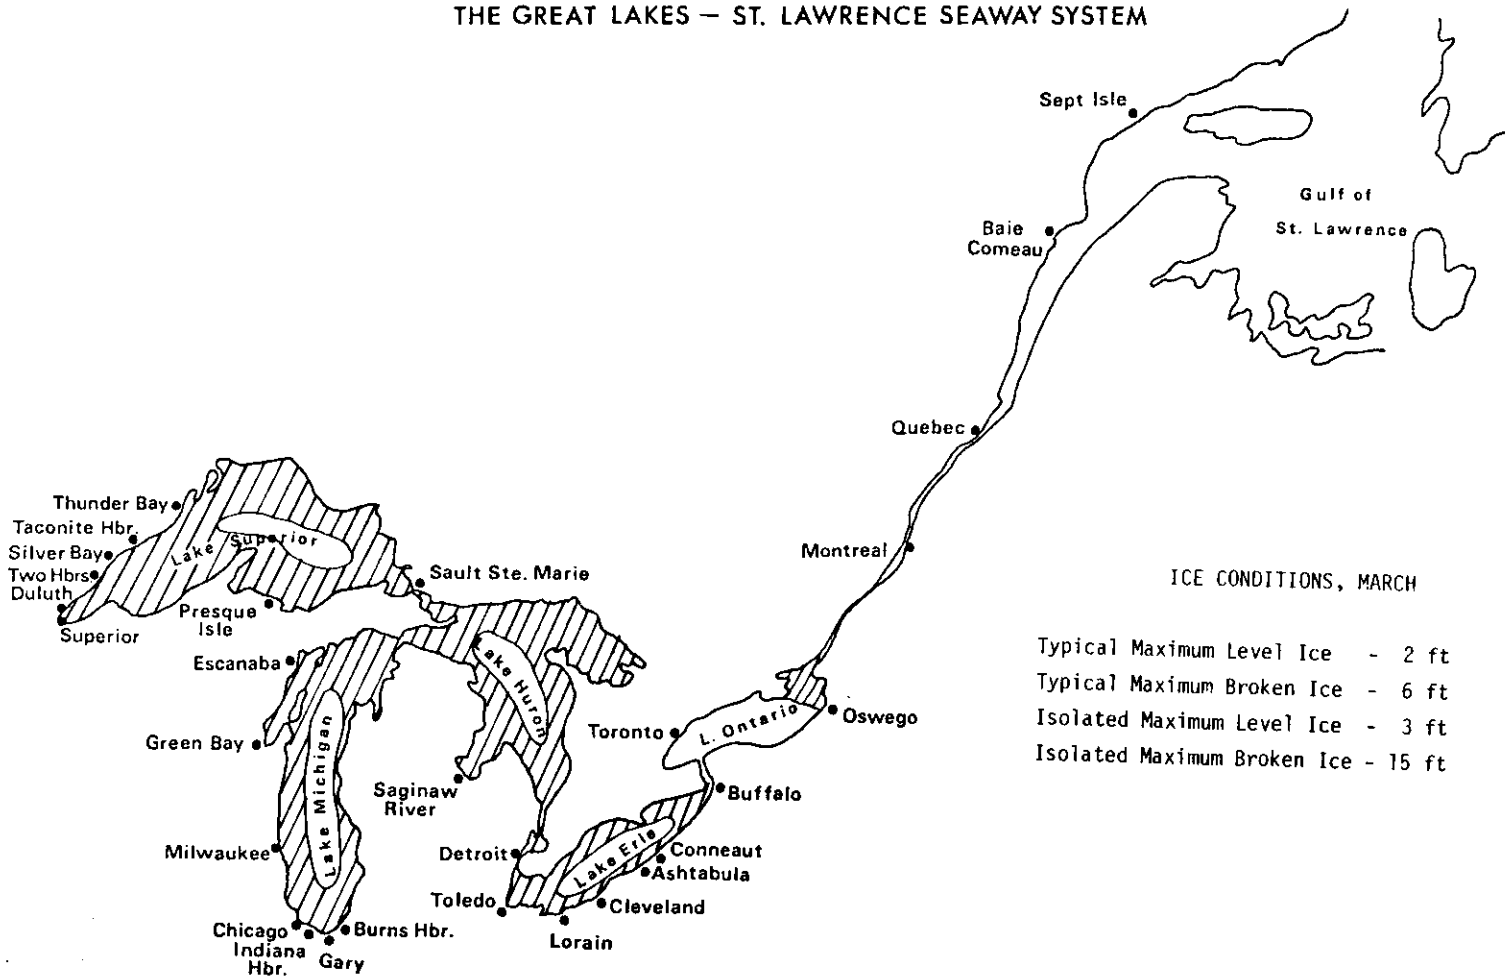 THE GREAT LAKES — ST. LAWRENCE SEAWAY SYSTEM
Sept Isle
Gulf of
St. Lawrence
Baie
Comeau
Quebec
Montreal
Thunder Bay
Taconite Hbr.
Silver Bay
Two Hbrs
Duluth
Superior
Lake Superior
Presque
Isle
Sault Ste. Marie
Escanaba
Green Bay
Lake Michigan
Lake Huron
Saginaw
River
Milwaukee
Chicago
Indiana
Hbr.
Gary
Burns Hbr.
Detroit
Toledo
Lorain
Cleveland
Ashtabula
Conneaut
Lake Erie
Buffalo
Toronto
L. Ontario
Oswego
ICE CONDITIONS, MARCH
Typical Maximum Level Ice - 2 ft
Typical Maximum Broken Ice - 6 ft
Isolated Maximum Level Ice - 3 ft
Isolated Maximum Broken Ice - 15 ft